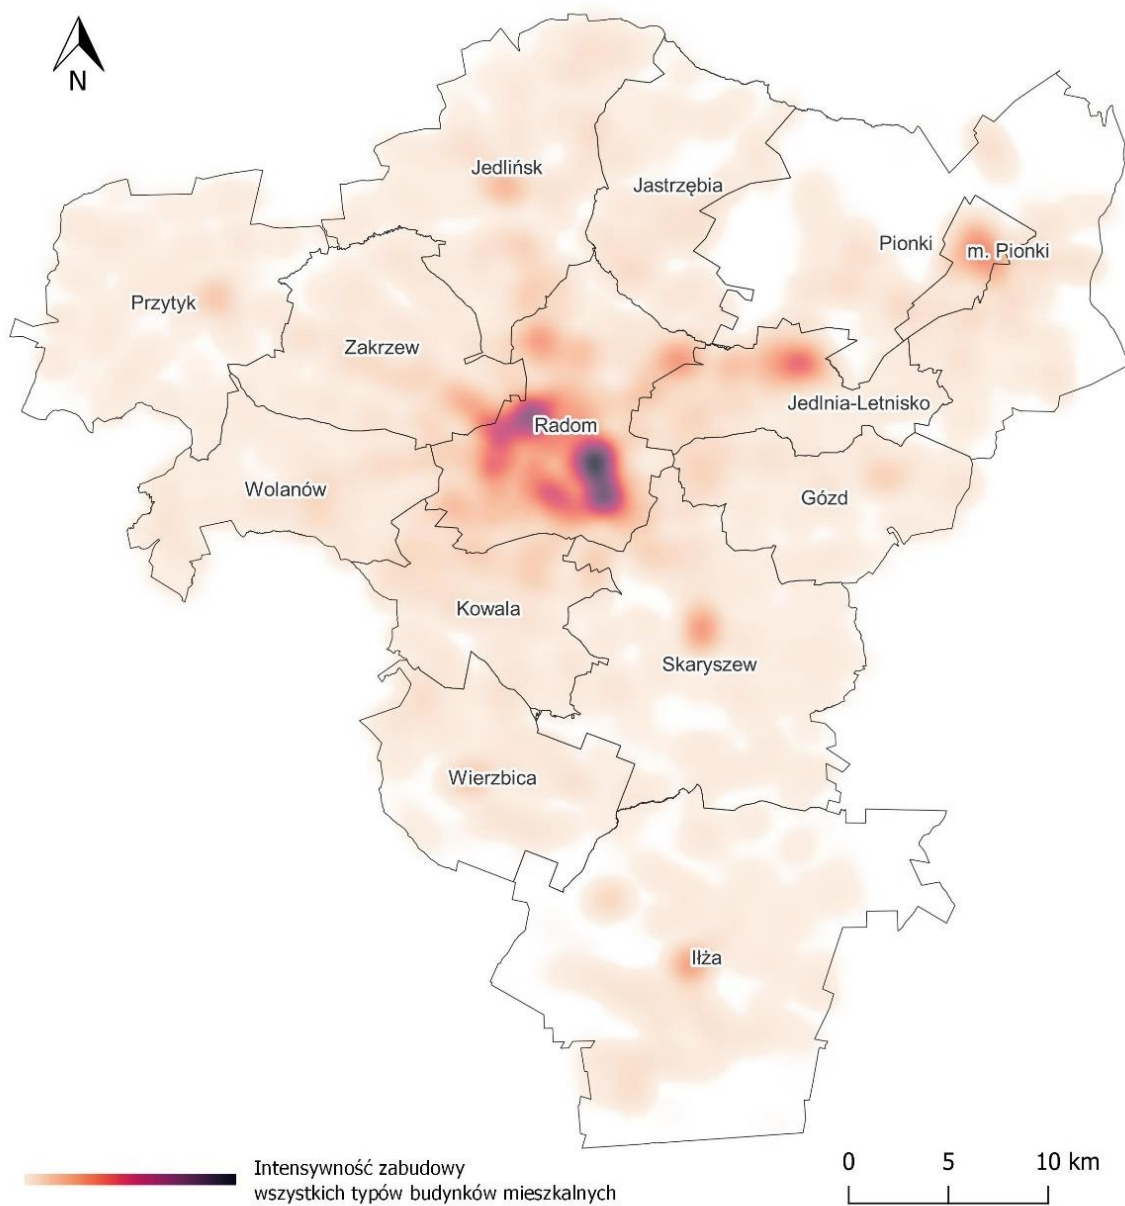 N
Jedlińsk
Jastrzębia
Pionki
m. Pionki
Przytyk
Zakrzew
Jedlnia-Letnisko
Radom
Wolanów
Gózd
Kowala
Skaryszew
Wierzbica
Iłża
Intensywność zabudowy
wszystkich typów budynków mieszkalnych
0 5 10 km